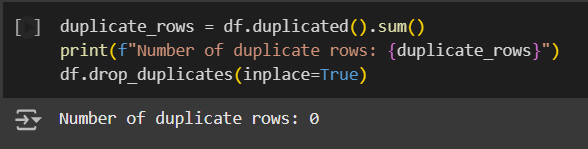 [ ] duplicate_rows = df.duplicated().sum()
print(f"Number of duplicate rows: {duplicate_rows}")
df.drop_duplicates(inplace=True)
Number of duplicate rows: 0